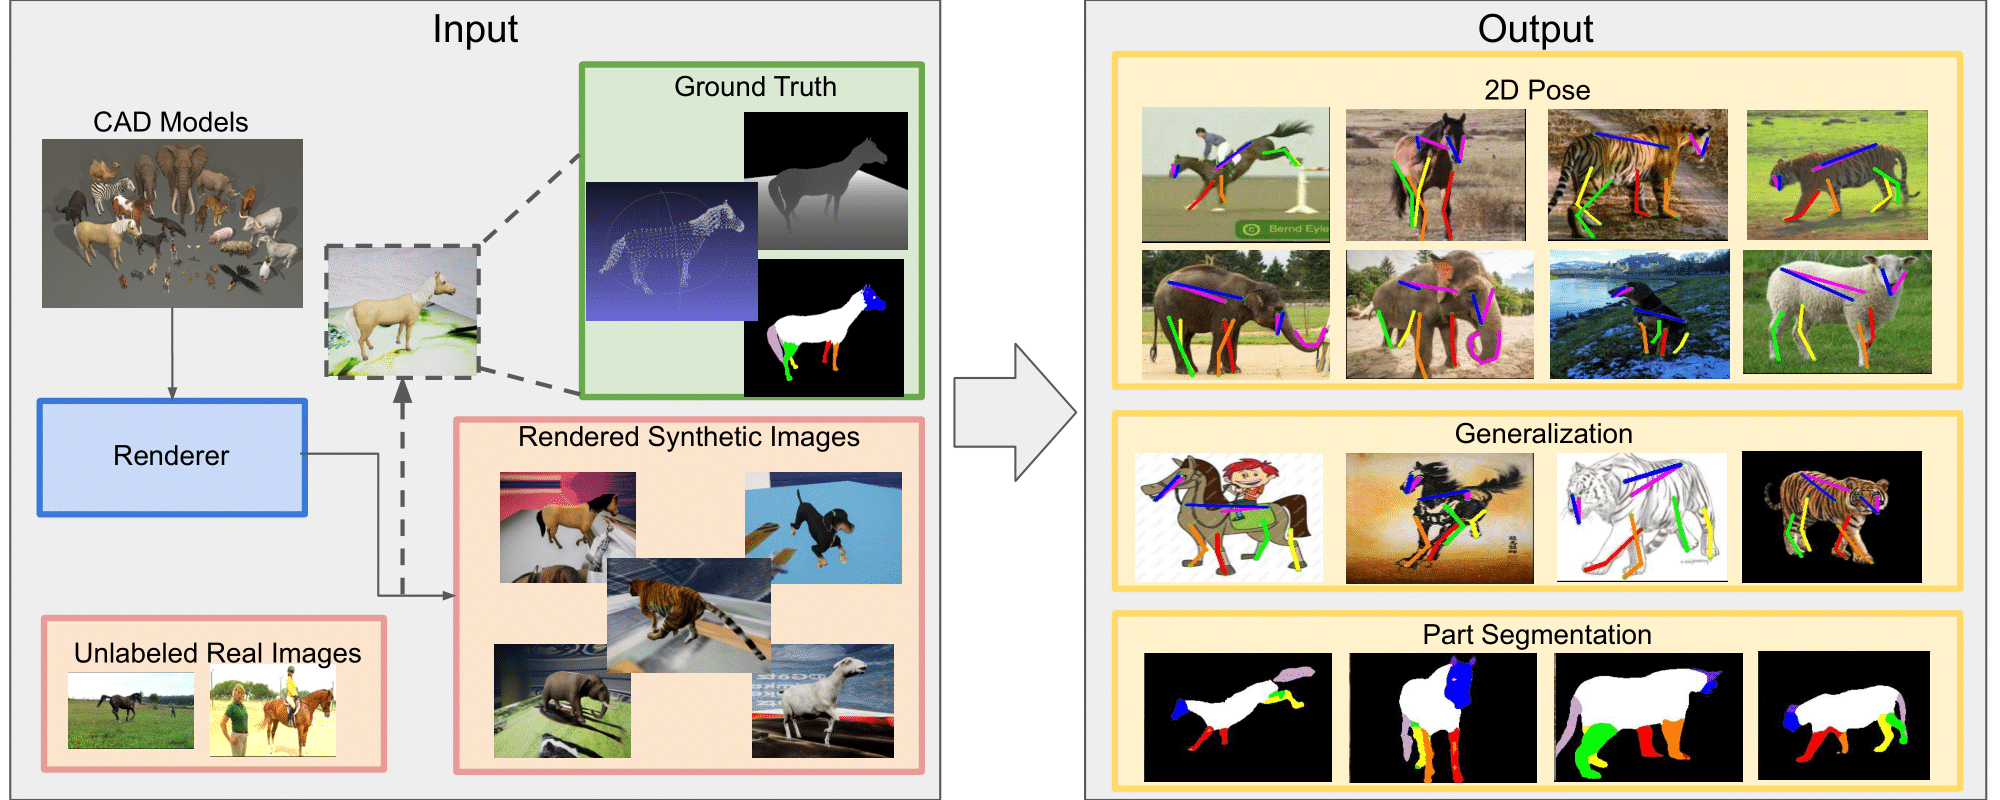 Input
CAD Models
Ground Truth
Renderer
Rendered Synthetic Images
Unlabeled Real Images
Output
2D Pose
© Bernd Eyle
Generalization
Part Segmentation